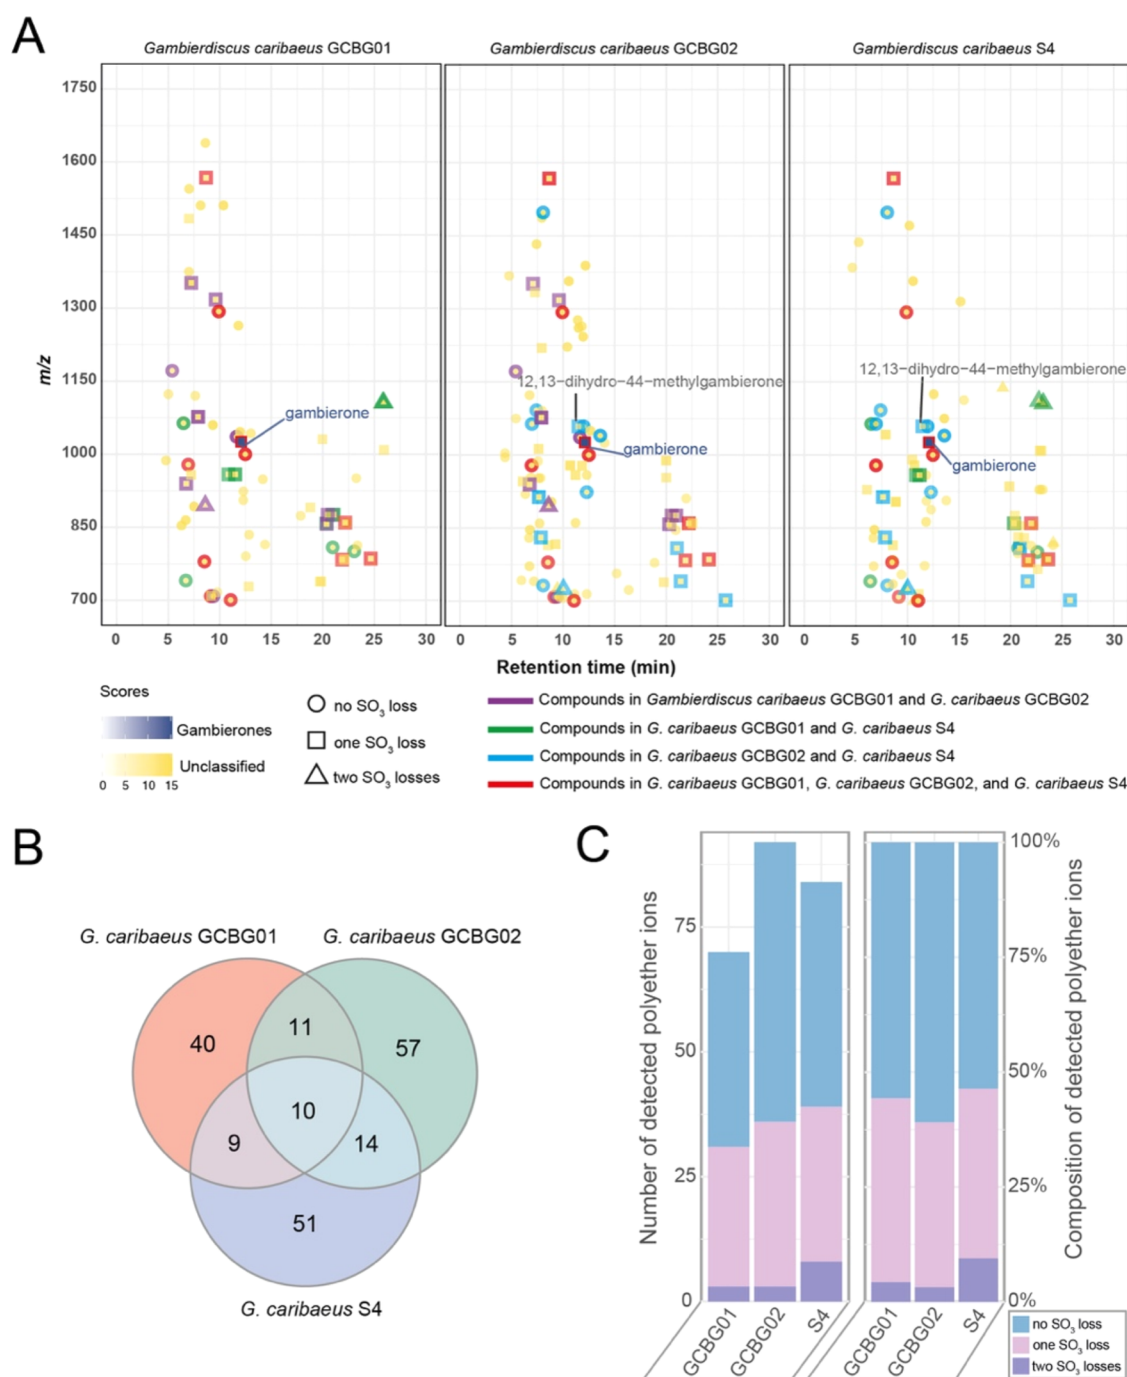 A
Gambierdiscus caribaeus GCBG01
Gambierdiscus caribaeus GCBG02
Gambierdiscus caribaeus S4
1750
1600
1450
1300
1150
1000
850
700
m/z
gambierone
12,13-dihydro-44-methylgambierone
gambierone
12,13-dihydro-44-methylgambierone
gambierone
0 5 10 15 20 25 30
0 5 10 15 20 25 30
0 5 10 15 20 25 30
Retention time (min)
Scores
Gambierones
Unclassified
0 5 10 15
no SO3 loss
one SO3 loss
two SO3 losses
Compounds in Gambierdiscus caribaeus GCBG01 and G. caribaeus GCBG02
Compounds in G. caribaeus GCBG01 and G. caribaeus S4
Compounds in G. caribaeus GCBG02 and G. caribaeus S4
Compounds in G. caribaeus GCBG01, G. caribaeus GCBG02, and G. caribaeus S4
B
G. caribaeus GCBG01
G. caribaeus GCBG02
40
11
57
10
9
14
51
G. caribaeus S4
C
Number of detected polyether ions
75
50
25
0
GCBG01
GCBG02
S4
GCBG01
GCBG02
S4
100%
75%
50%
25%
0%
Composition of detected polyether ions
no SO3 loss
one SO3 loss
two SO3 losses